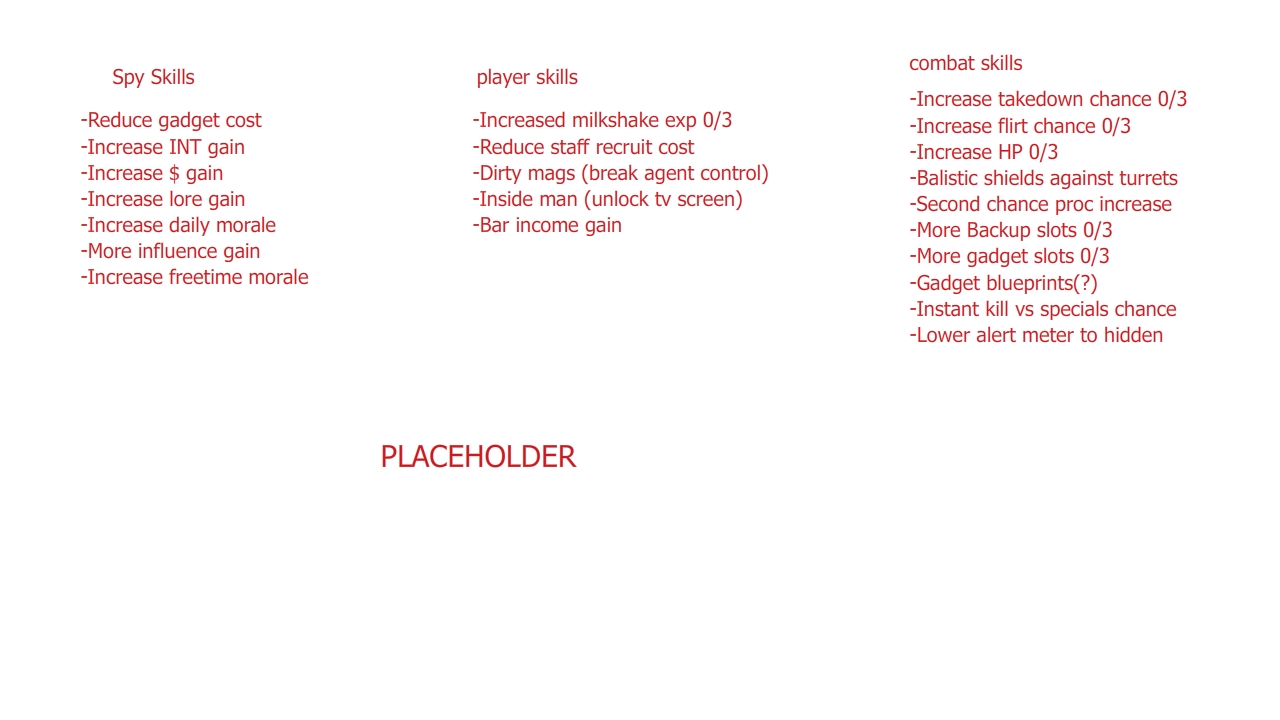 Spy Skills
-Reduce gadget cost
-Increase INT gain
-Increase $ gain
-Increase lore gain
-Increase daily morale
-More influence gain
-Increase freetime morale
player skills
-Increased milkshake exp 0/3
-Reduce staff recruit cost
-Dirty mags (break agent control)
-Inside man (unlock tv screen)
-Bar income gain
combat skills
-Increase takedown chance 0/3
-Increase flirt chance 0/3
-Increase HP 0/3
-Balistic shields against turrets
-Second chance proc increase
-More Backup slots 0/3
-More gadget slots 0/3
-Gadget blueprints(?)
-Instant kill vs specials chance
-Lower alert meter to hidden
PLACEHOLDER